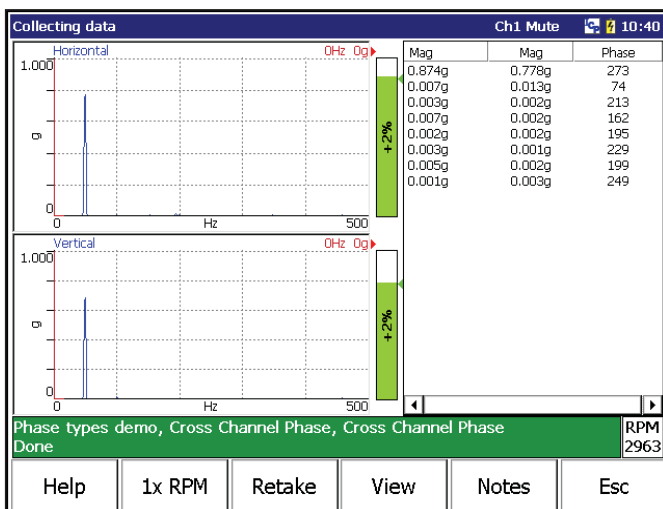 Collecting data Ch1 Mute 10:40
Horizontal 0Hz 0g
1.000
g
0
0 Hz 500
+2%
Vertical 0Hz 0g
1.000
g
0
0 Hz 500
+2%
Mag Mag Phase
0.874g 0.778g 273
0.007g 0.013g 74
0.003g 0.002g 213
0.007g 0.002g 162
0.002g 0.002g 195
0.003g 0.001g 229
0.005g 0.002g 199
0.001g 0.003g 249
Phase types demo, Cross Channel Phase, Cross Channel Phase
Done
RPM
2963
Help 1x RPM Retake View Notes Esc